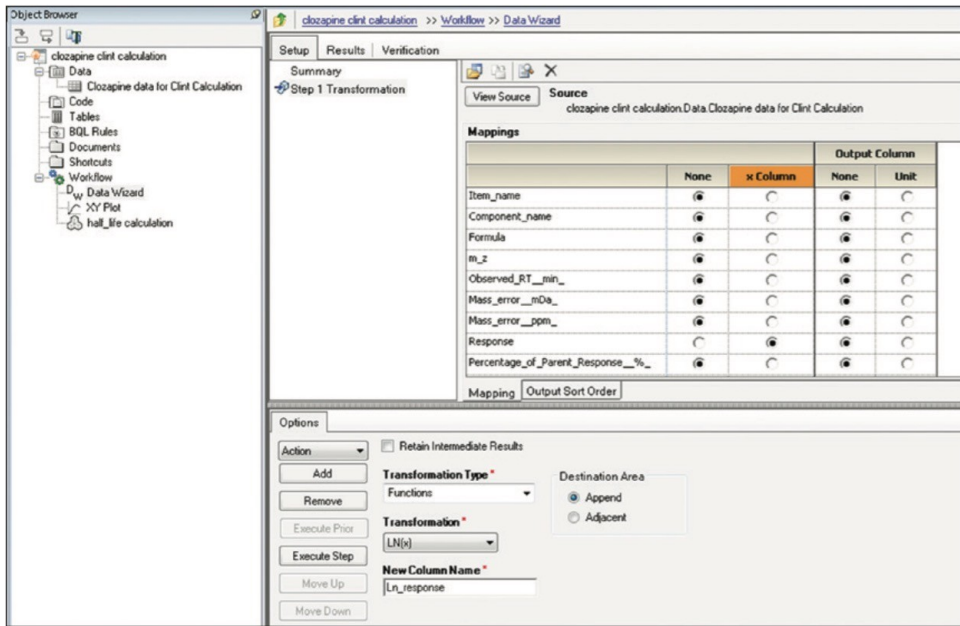 Object Browser
clozapine clint calculation
Data
Clozapine data for Clint Calculation
Code
Tables
BQL Rules
Documents
Shortcuts
Workflow
Data Wizard
XY Plot
half_life calculation
clozapine clint calculation >> Workflow >> Data Wizard
Setup Results Verification
Summary
Step 1 Transformation
View Source Source
clozapine clint calculation.Data.Clozapine data for Clint Calculation
Mappings
Output Column
None x Column None Unit
Item_name
Component_name
Formula
m_z
Observed_RT__min_
Mass_error__mDa_
Mass_error__ppm_
Response
Percentage_of_Parent_Response__%_
Mapping Output Sort Order
Options
Action
Add
Remove
Execute Prior
Execute Step
Move Up
Move Down
Retain Intermediate Results
Transformation Type*
Functions
Transformation*
LN(x)
New Column Name*
Ln_response
Destination Area
Append
Adjacent